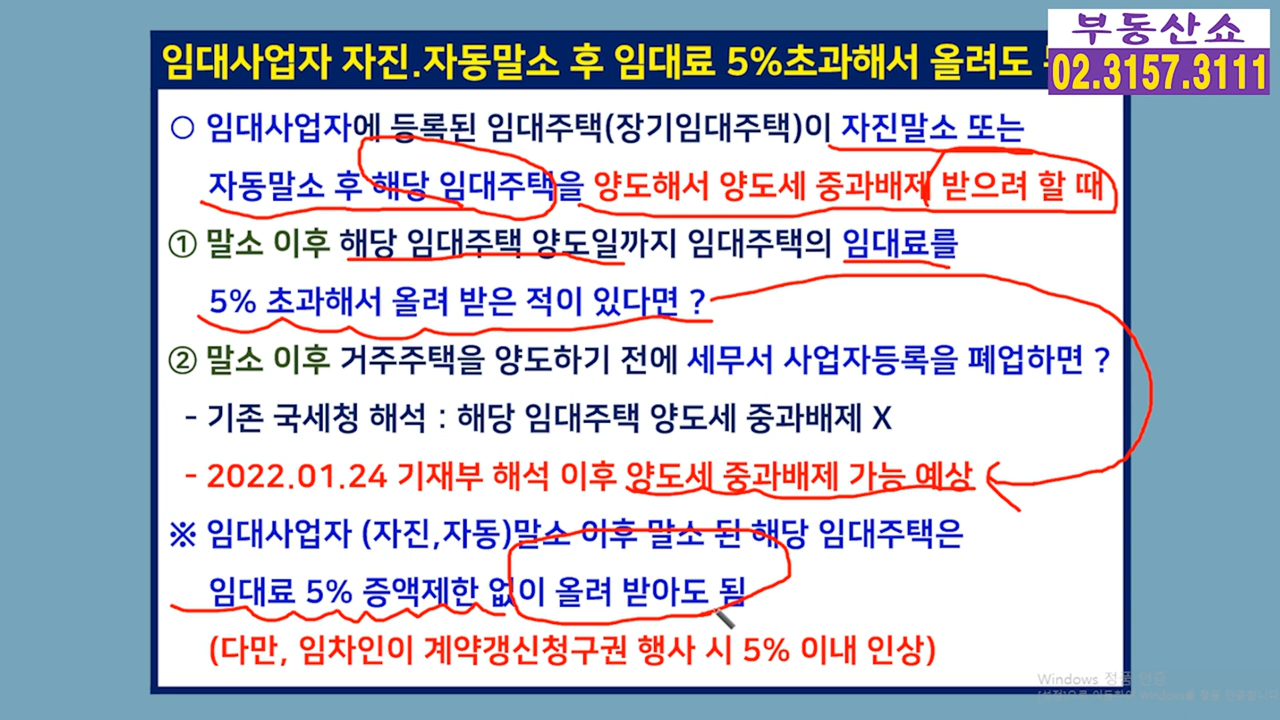 부동산쇼
02.3157.3111
임대사업자 자진.자동말소 후 임대료 5%초과해서 올려도
○ 임대사업자에 등록된 임대주택(장기임대주택)이 자진말소 또는
자동말소 후 해당 임대주택을 양도해서 양도세 중과배제 받으려 할 때
① 말소 이후 해당 임대주택 양도일까지 임대주택의 임대료를
5% 초과해서 올려 받은 적이 있다면 ?
② 말소 이후 거주주택을 양도하기 전에 세무서 사업자등록을 폐업하면 ?
- 기존 국세청 해석 : 해당 임대주택 양도세 중과배제 X
- 2022.01.24 기재부 해석 이후 양도세 중과배제 가능 예상
※ 임대사업자 (자진,자동)말소 이후 말소 된 해당 임대주택은
임대료 5% 증액제한 없이 올려 받아도 됨
(다만, 임차인이 계약갱신청구권 행사 시 5% 이내 인상)
Windows 정품 인증